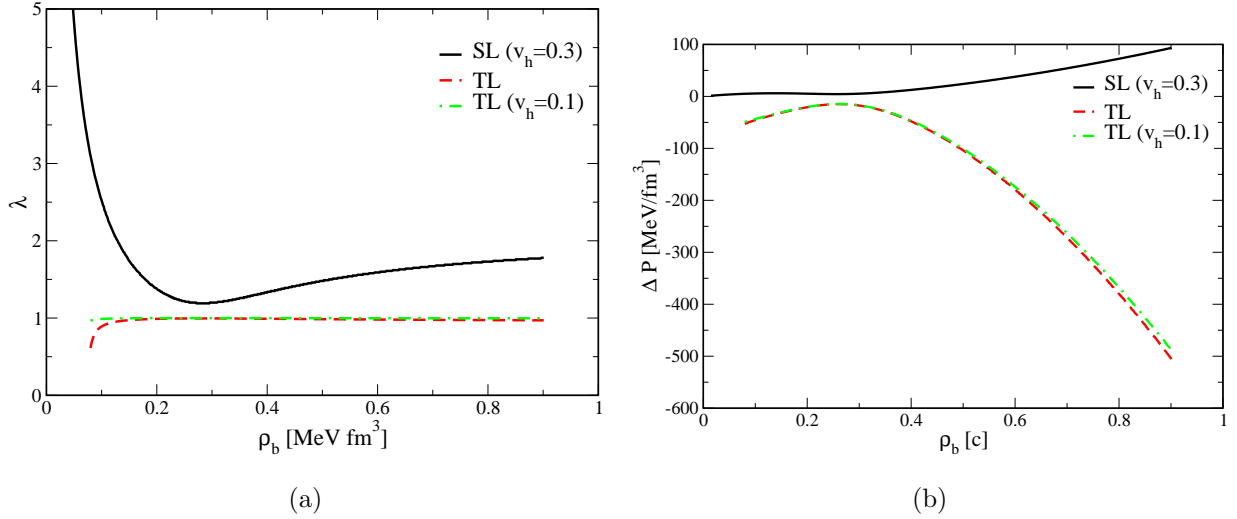 5
4
3
2
1
0
λ
0
0.2
0.4
0.6
0.8
1
ρ_b [MeV fm^3]
SL (v_h=0.3)
TL
TL (v_h=0.1)
(a)
100
0
-100
-200
-300
-400
-500
-600
Δ P [MeV/fm^3]
0
0.2
0.4
0.6
0.8
1
ρ_b [c]
SL (v_h=0.3)
TL
TL (v_h=0.1)
(b)